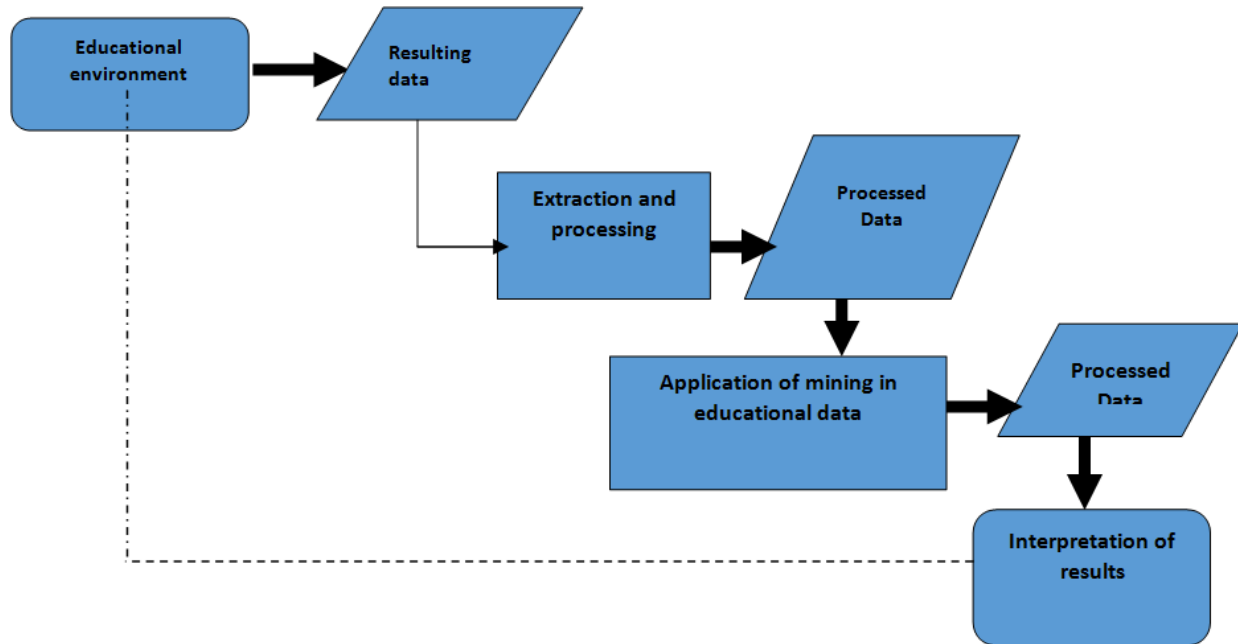 Educational
environment
Resulting
data
Extraction and
processing
Processed
Data
Application of mining in
educational data
Processed
Data
Interpretation of
results